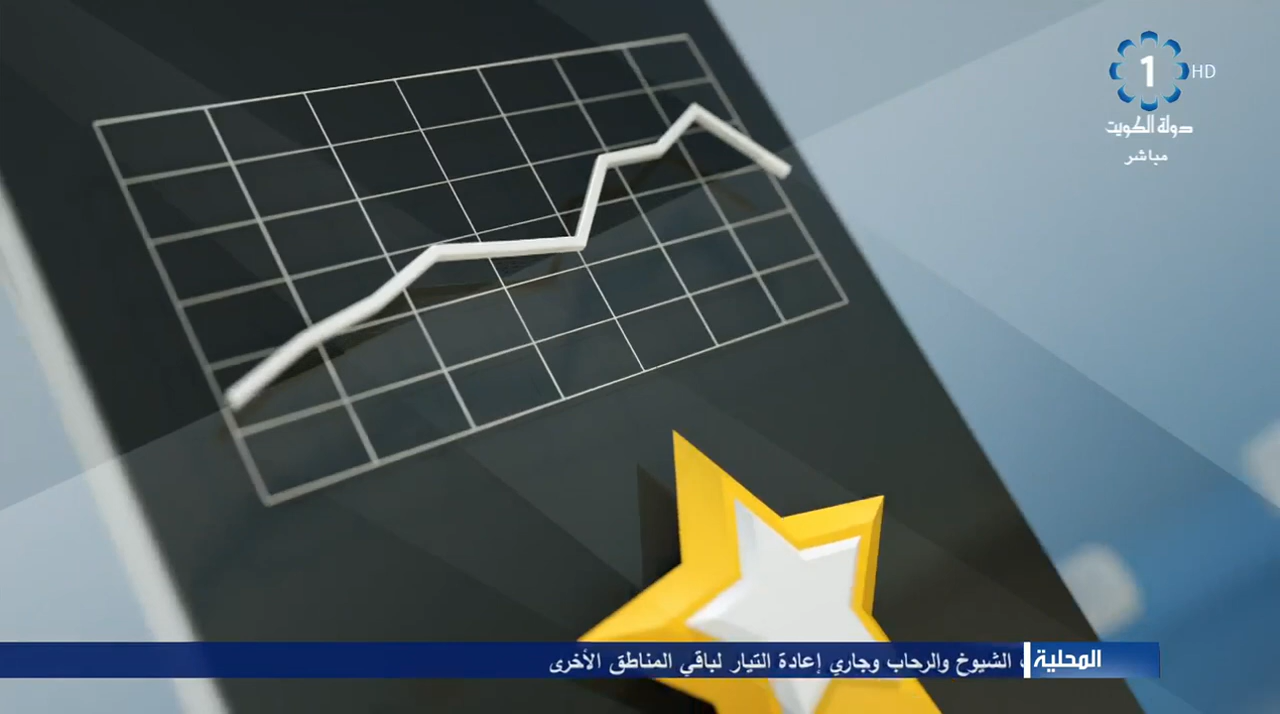 1
HD
دولة الكويت
مباشر
المحلية
الشيوخ والرحاب وجاري إعادة التيار لباقي المناطق الأخرى